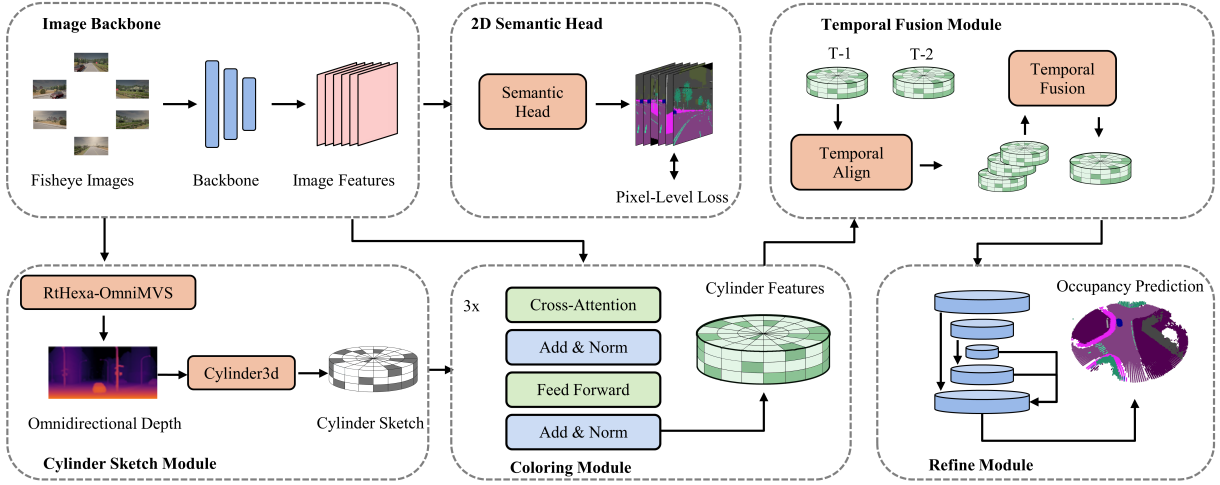 Image Backbone
Fisheye Images
Backbone
Image Features
2D Semantic Head
Semantic
Head
Pixel-Level Loss
Temporal Fusion Module
T-1
T-2
Temporal
Align
Temporal
Fusion
RtHexa-OmniMVS
Omnidirectional Depth
Cylinder3d
Cylinder Sketch
Cylinder Sketch Module
3x
Cross-Attention
Add & Norm
Feed Forward
Add & Norm
Cylinder Features
Coloring Module
Occupancy Prediction
Refine Module